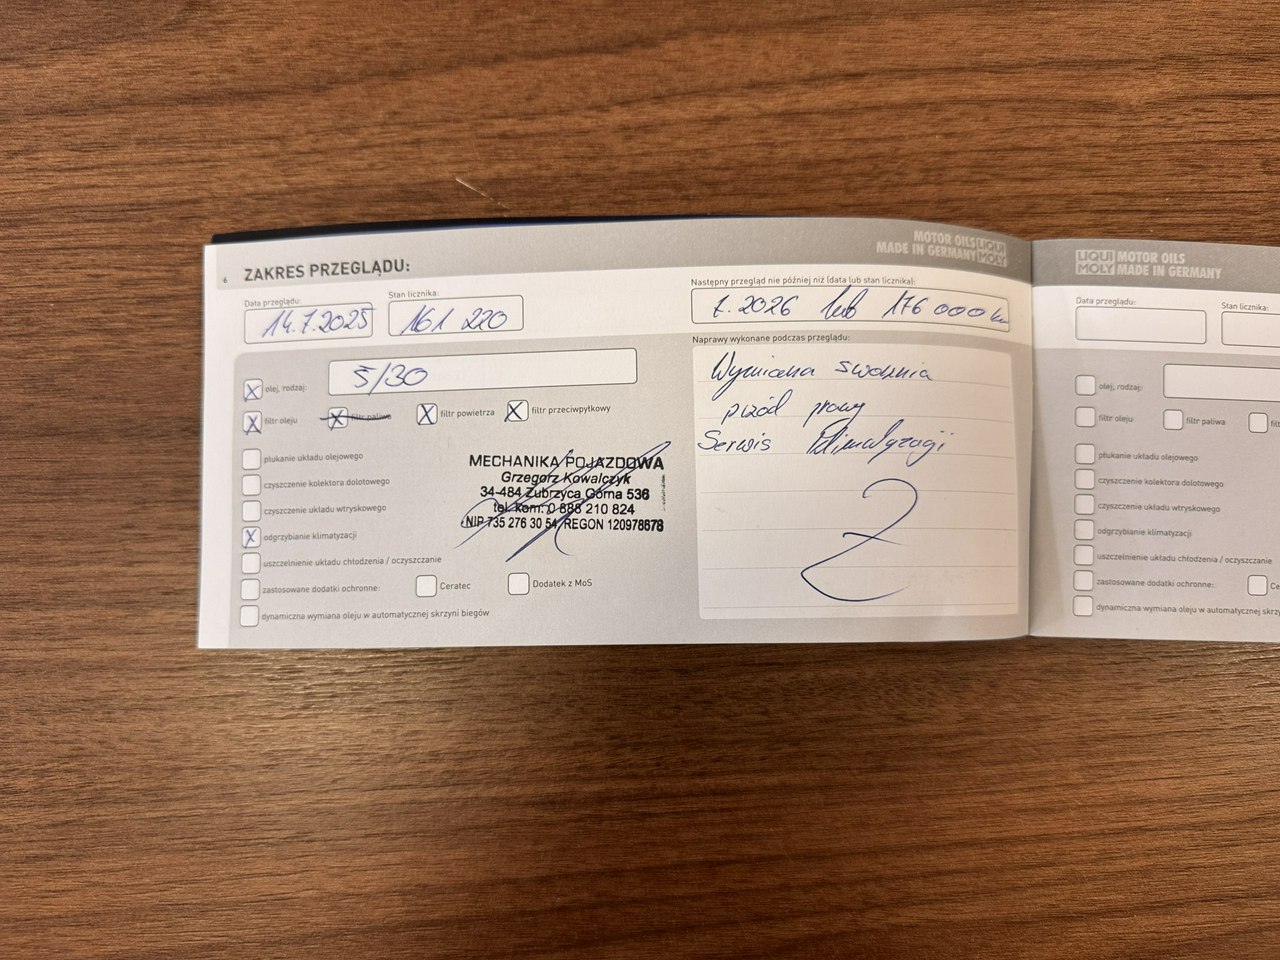 6 ZAKRES PRZEGLĄDU:
MOTOR OILS
MADE IN GERMANY
LIQUI
MOLY
Data przeglądu:
14.7.2025
Stan licznika:
161 220
Następny przegląd nie później niż (data lub stan licznika):
7.2026 lub 176 000 km
olej, rodzaj:
5/30
X
X filtr oleju
X filtr paliwa
X filtr powietrza
X filtr przeciwpyłkowy
płukanie układu olejowego
czyszczenie kolektora dolotowego
czyszczenie układu wtryskowego
X odgrzybianie klimatyzacji
uszczelnienie układu chłodzenia / oczyszczanie
zastosowane dodatki ochronne:
Ceratec
Dodatek z MoS
dynamiczna wymiana oleju w automatycznej skrzyni biegów
MECHANIKA POJAZDOWA
Grzegorz Kowalczyk
34-484 Zubrzyca Górna 536
tel. kom. 0 888 210 824
NIP 735 276 30 54, REGON 120978678
Naprawy wykonane podczas przeglądu:
Wymiana sworznia
przód prawy
Serwis klimatyzacji
LIQUI
MOLY
MOTOR OILS
MADE IN GERMANY
Data przeglądu:
Stan licznika:
olej, rodzaj:
filtr oleju
filtr paliwa
płukanie układu olejowego
czyszczenie kolektora dolotowego
czyszczenie układu wtryskowego
odgrzybianie klimatyzacji
uszczelnienie układu chłodzenia / oczyszczanie
zastosowane dodatki ochronne:
Ce
dynamiczna wymiana oleju w automatycznej skrzy